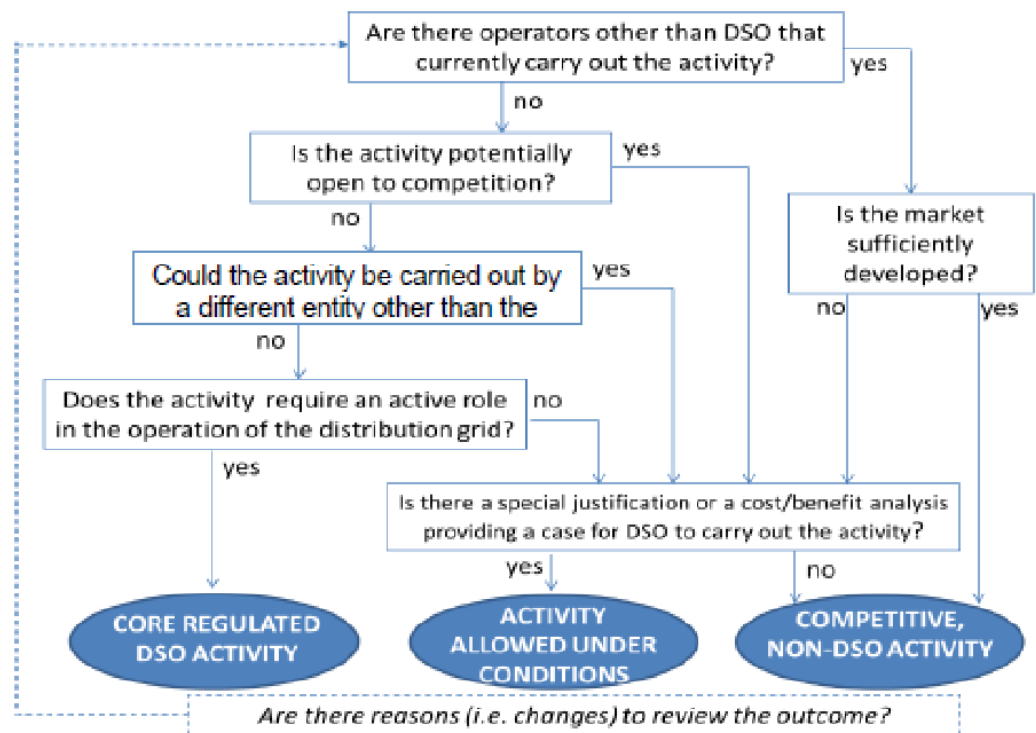 Are there operators other than DSO that
currently carry out the activity?
yes
no
Is the activity potentially
open to competition?
yes
no
Is the market
sufficiently
developed?
Could the activity be carried out by
a different entity other than the
yes
no
yes
no
Does the activity require an active role
in the operation of the distribution grid?
no
yes
Is there a special justification or a cost/benefit analysis
providing a case for DSO to carry out the activity?
yes
no
CORE REGULATED
DSO ACTIVITY
ACTIVITY
ALLOWED UNDER
CONDITIONS
COMPETITIVE,
NON-DSO ACTIVITY
Are there reasons (i.e. changes) to review the outcome?